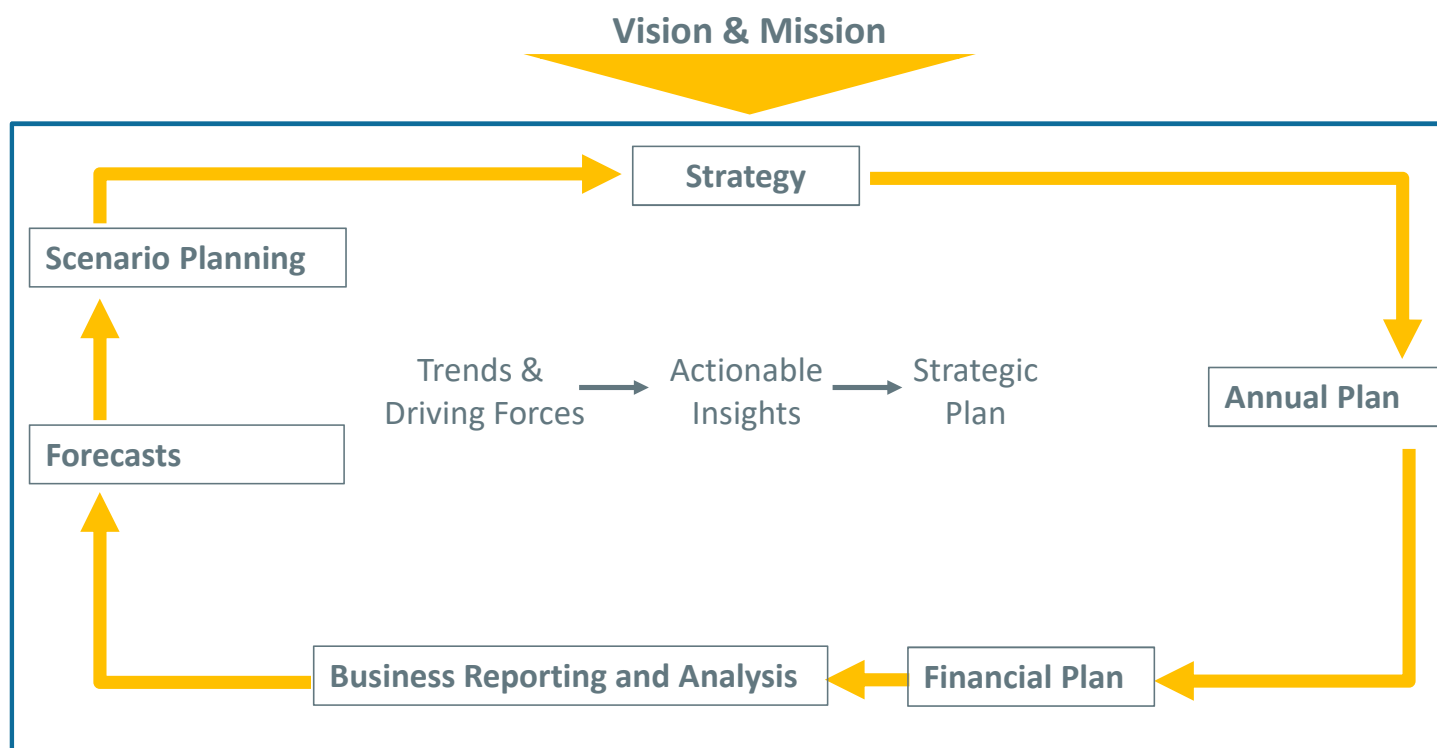 Vision & Mission
Strategy
Scenario Planning
Trends &
Driving Forces
Actionable
Insights
Strategic
Plan
Annual Plan
Forecasts
Business Reporting and Analysis
Financial Plan